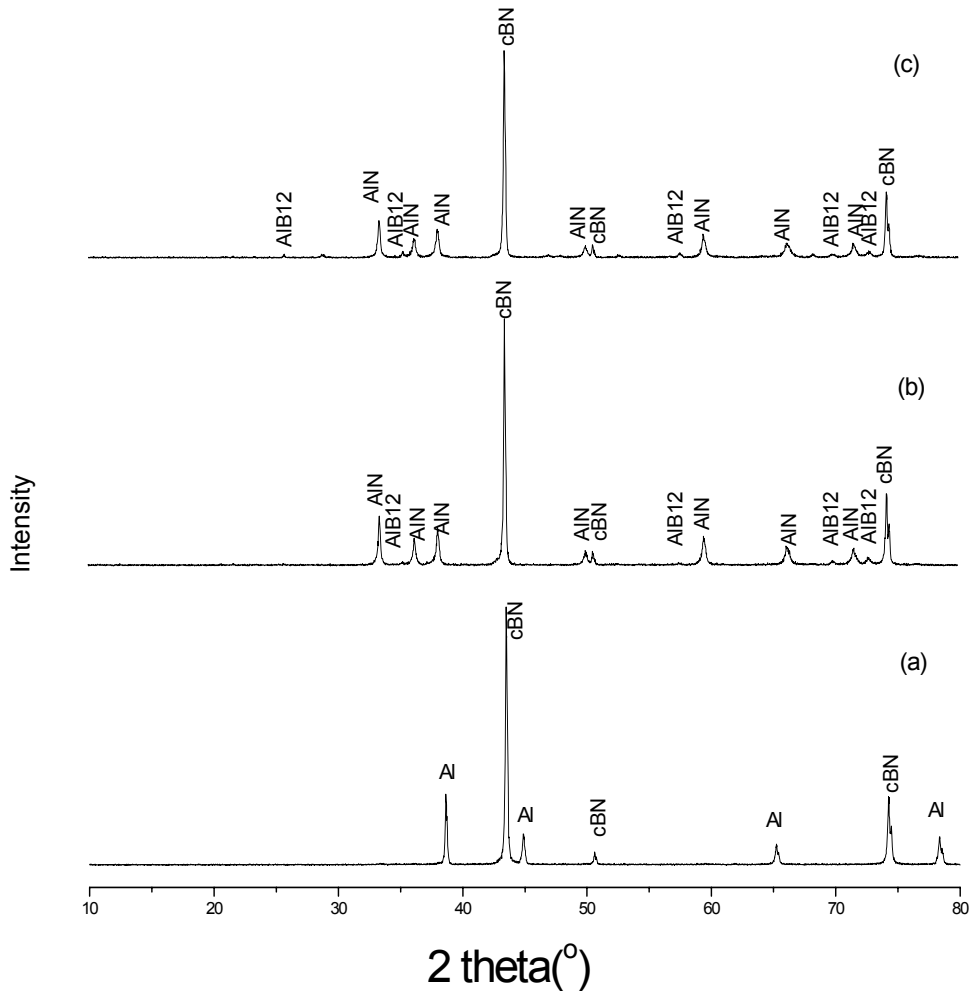 cBN
(c)
AlB12 AlN AlB12 AlN AlN AlN cBN AlB12 AlN AlN AlB12 AlN AlB12 cBN
cBN
(b)
AlN AlB12 AlN AlN AlN cBN AlB12 AlN AlN AlB12 AlN AlB12 cBN
Intensity
cBN
(a)
Al Al cBN Al cBN Al
10 20 30 40 50 60 70 80
2 theta(o)